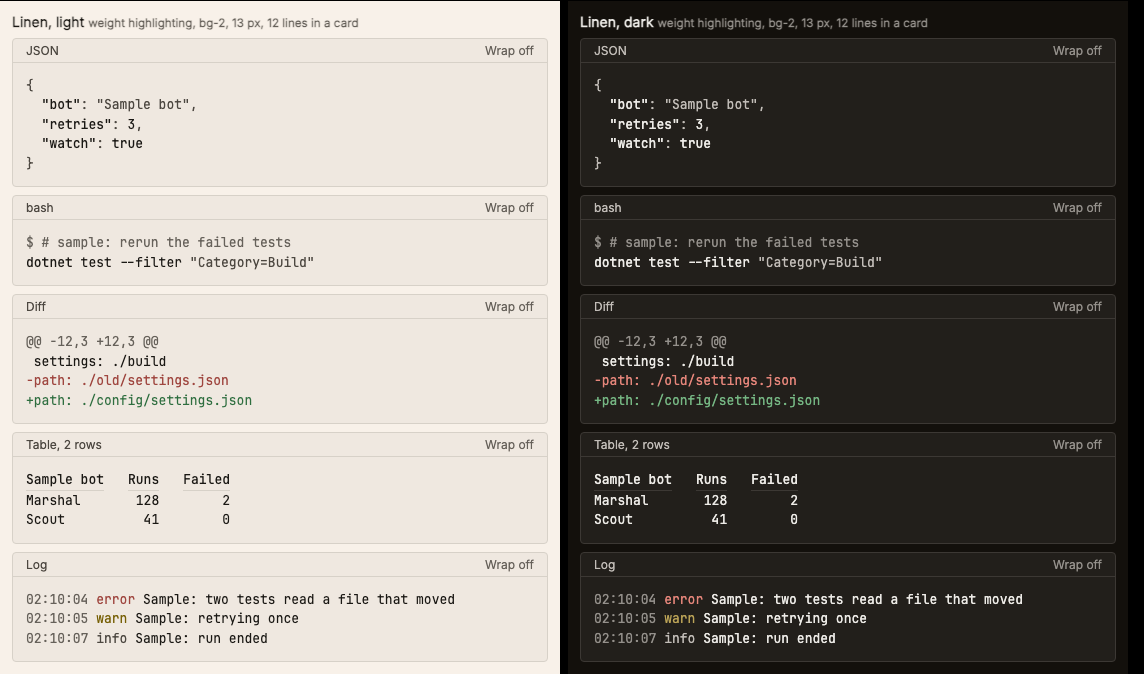 Linen, light weight highlighting, bg-2, 13 px, 12 lines in a card
JSON Wrap off
{
  "bot": "Sample bot",
  "retries": 3,
  "watch": true
}
bash Wrap off
$ # sample: rerun the failed tests
dotnet test --filter "Category=Build"
Diff Wrap off
@@ -12,3 +12,3 @@
 settings: ./build
-path: ./old/settings.json
+path: ./config/settings.json
Table, 2 rows Wrap off
Sample bot Runs Failed
Marshal 128 2
Scout 41 0
Log Wrap off
02:10:04 error Sample: two tests read a file that moved
02:10:05 warn Sample: retrying once
02:10:07 info Sample: run ended
Linen, dark weight highlighting, bg-2, 13 px, 12 lines in a card
JSON Wrap off
{
  "bot": "Sample bot",
  "retries": 3,
  "watch": true
}
bash Wrap off
$ # sample: rerun the failed tests
dotnet test --filter "Category=Build"
Diff Wrap off
@@ -12,3 +12,3 @@
 settings: ./build
-path: ./old/settings.json
+path: ./config/settings.json
Table, 2 rows Wrap off
Sample bot Runs Failed
Marshal 128 2
Scout 41 0
Log Wrap off
02:10:04 error Sample: two tests read a file that moved
02:10:05 warn Sample: retrying once
02:10:07 info Sample: run ended